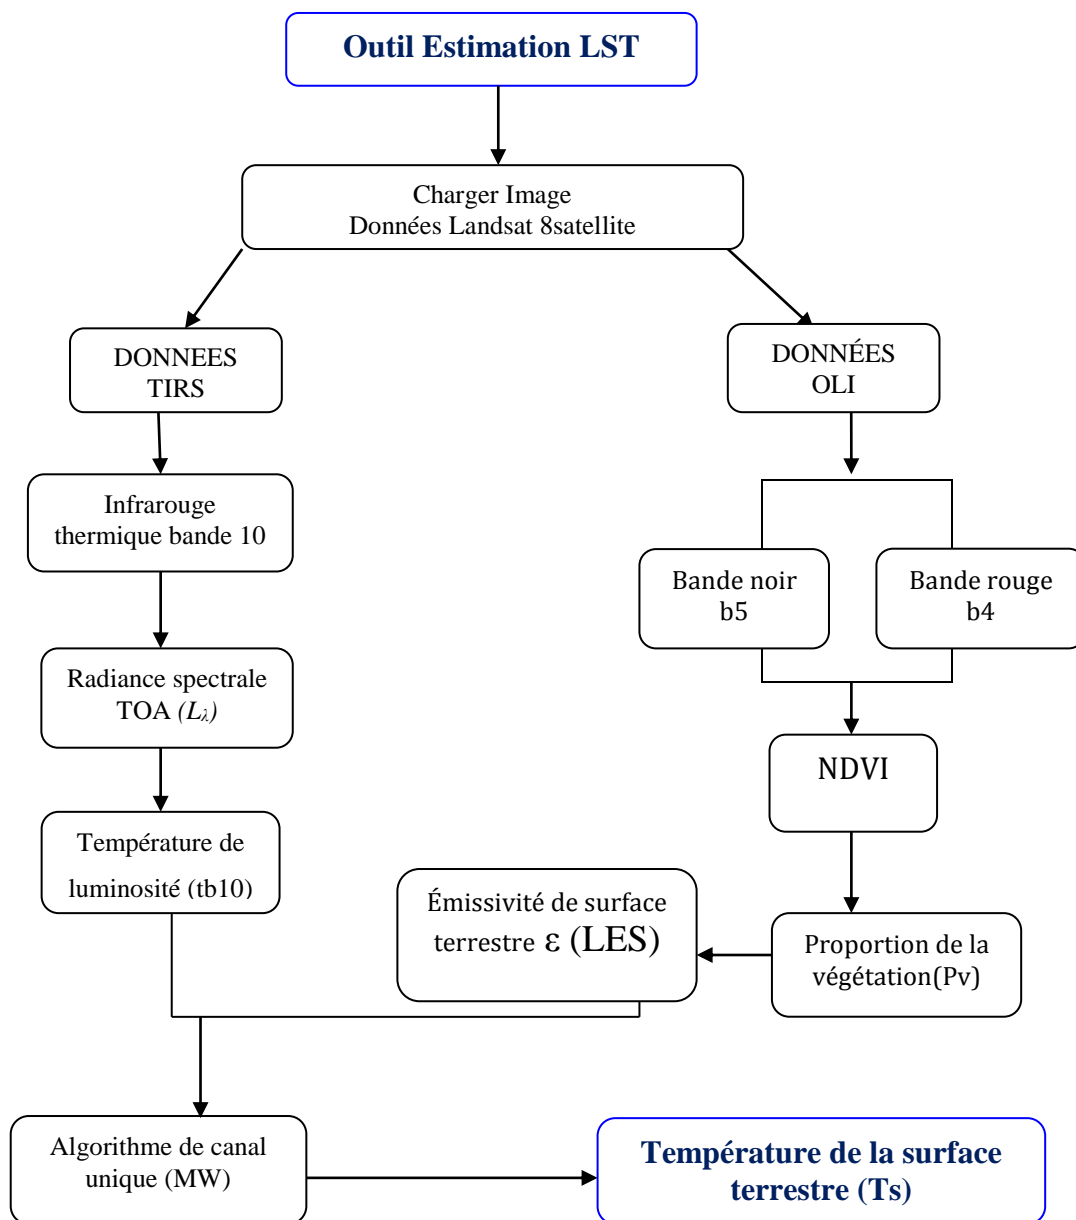 Outil Estimation LST
Charger Image
Données Landsat 8satellite
DONNEES
TIRS
DONNÉES
OLI
Infrarouge
thermique bande 10
Bande noir
b5
Bande rouge
b4
Radiance spectrale
TOA (Lλ)
NDVI
Température de
luminosité (tb10)
Émissivité de surface
terrestre ε (LES)
Proportion de la
végétation(Pv)
Algorithme de canal
unique (MW)
Température de la surface
terrestre (Ts)